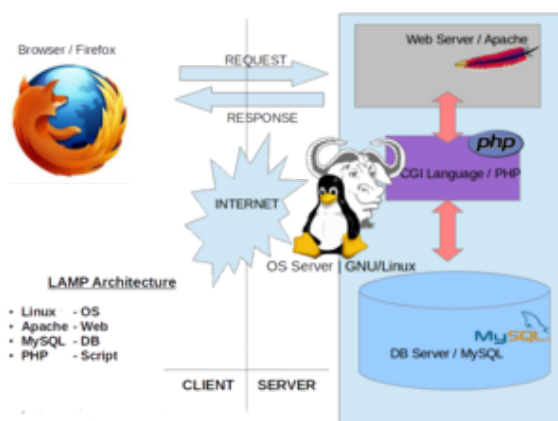 Browser / Firefox
Web Server / Apache
REQUEST
RESPONSE
php
CGI Language / PHP
INTERNET
OS Server | GNU/Linux
LAMP Architecture
• Linux - OS
• Apache - Web
• MySQL - DB
• PHP - Script
MySQL
DB Server / MySQL
CLIENT SERVER